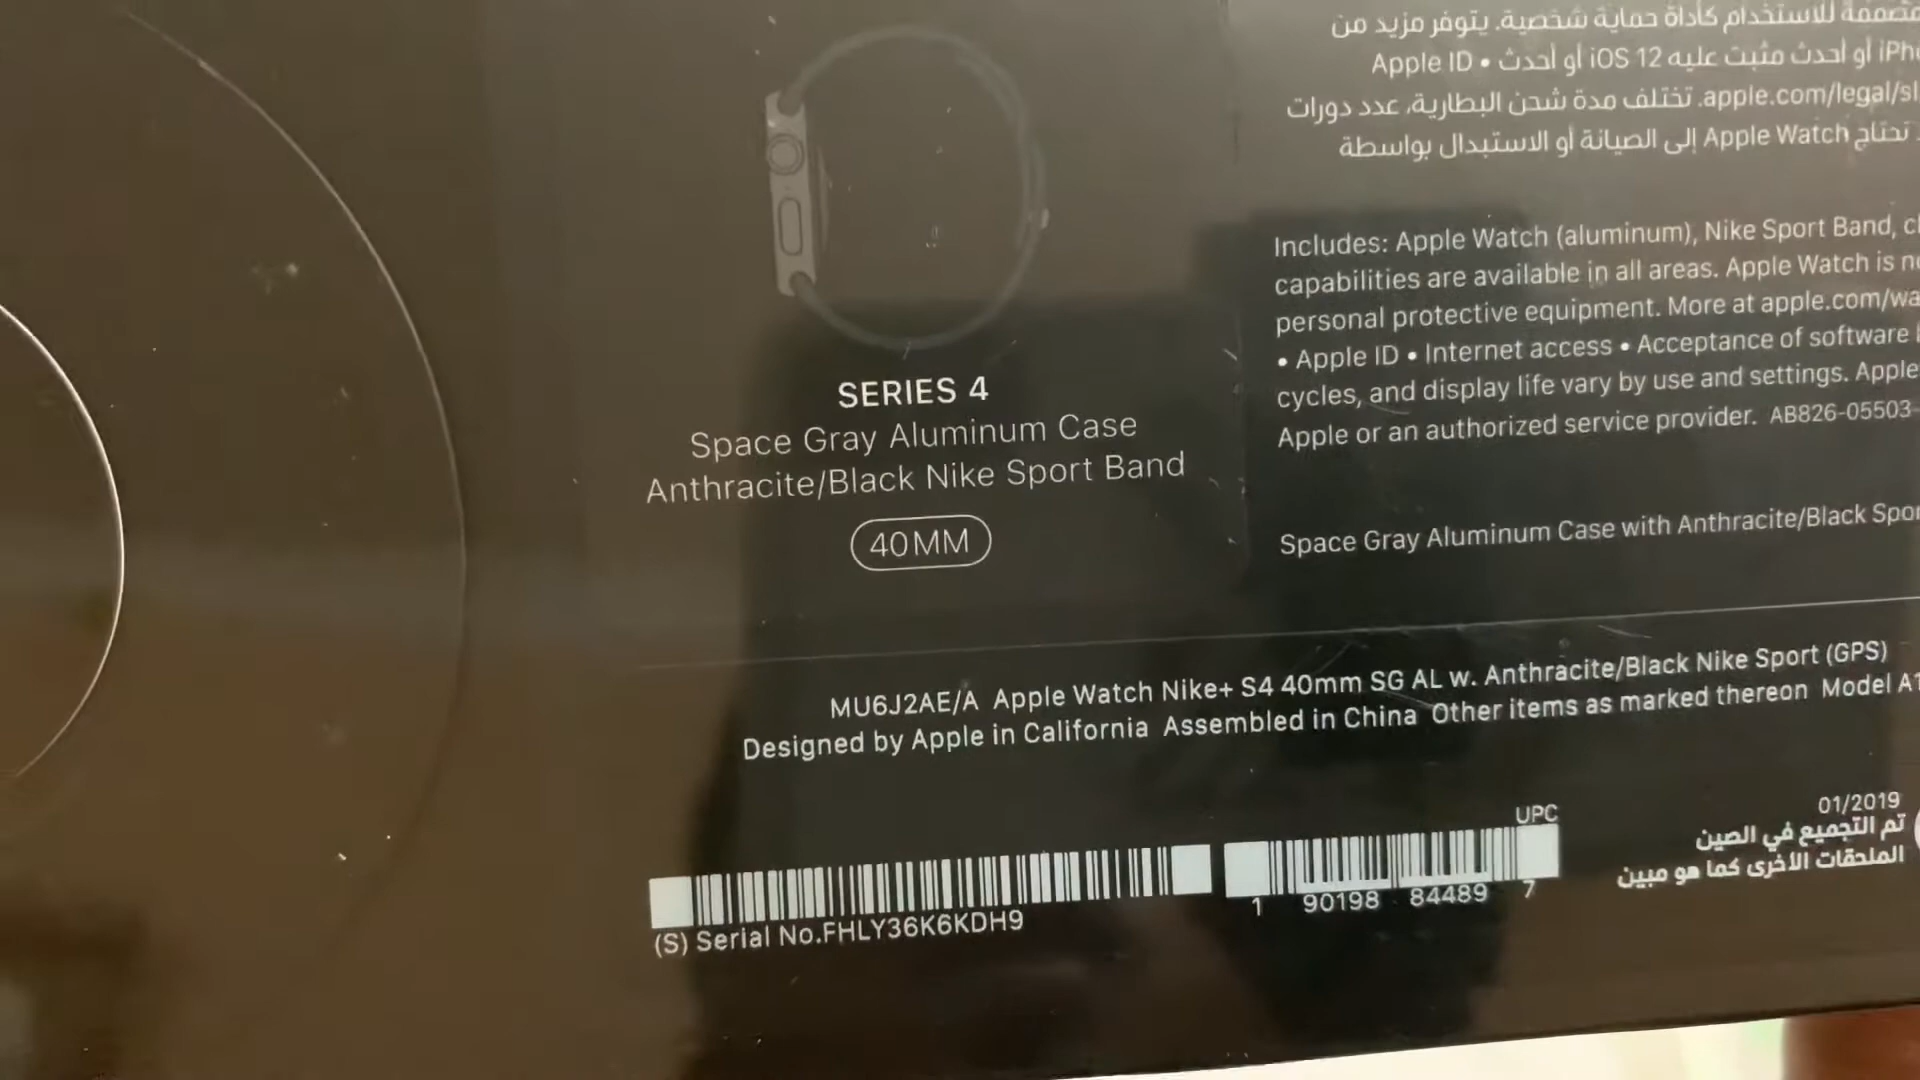 مصممة للاستخدام كأداة حماية شخصية. يتوفر مزيد من
أو أحدث مثبت عليه iOS 12 أو أحدث • Apple ID
apple.com/legal/sl. تختلف مدة شحن البطارية، عدد دورات
تحتاج Apple Watch إلى الصيانة أو الاستبدال بواسطة
Includes: Apple Watch (aluminum), Nike Sport Band,
capabilities are available in all areas. Apple Watch is
personal protective equipment. More at apple.com/wa
• Apple ID • Internet access • Acceptance of software
cycles, and display life vary by use and settings. Apple
Apple or an authorized service provider. AB826-05503-
Space Gray Aluminum Case with Anthracite/Black Spor
SERIES 4
Space Gray Aluminum Case
Anthracite/Black Nike Sport Band
40MM
MU6J2AE/A Apple Watch Nike+ S4 40mm SG AL w. Anthracite/Black Nike Sport (GPS)
Designed by Apple in California Assembled in China Other items as marked thereon Model A1
UPC
1 90198 84489 7
(S) Serial No.FHLY36K6KDH9
01/2019
تم التجميع في الصين
الملحقات الأخرى كما هو مبين